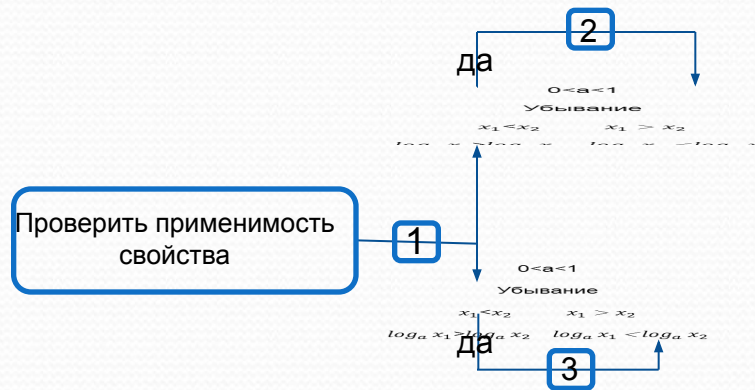 2
да
0<a<1
Убывание
x₁<x₂ x₁ > x₂
Проверить применимость
свойства
1
0<a<1
Убывание
x₁<x₂ x₁ > x₂
logₐ x₁>logₐ x₂ logₐ x₁ <logₐ x₂
да
3